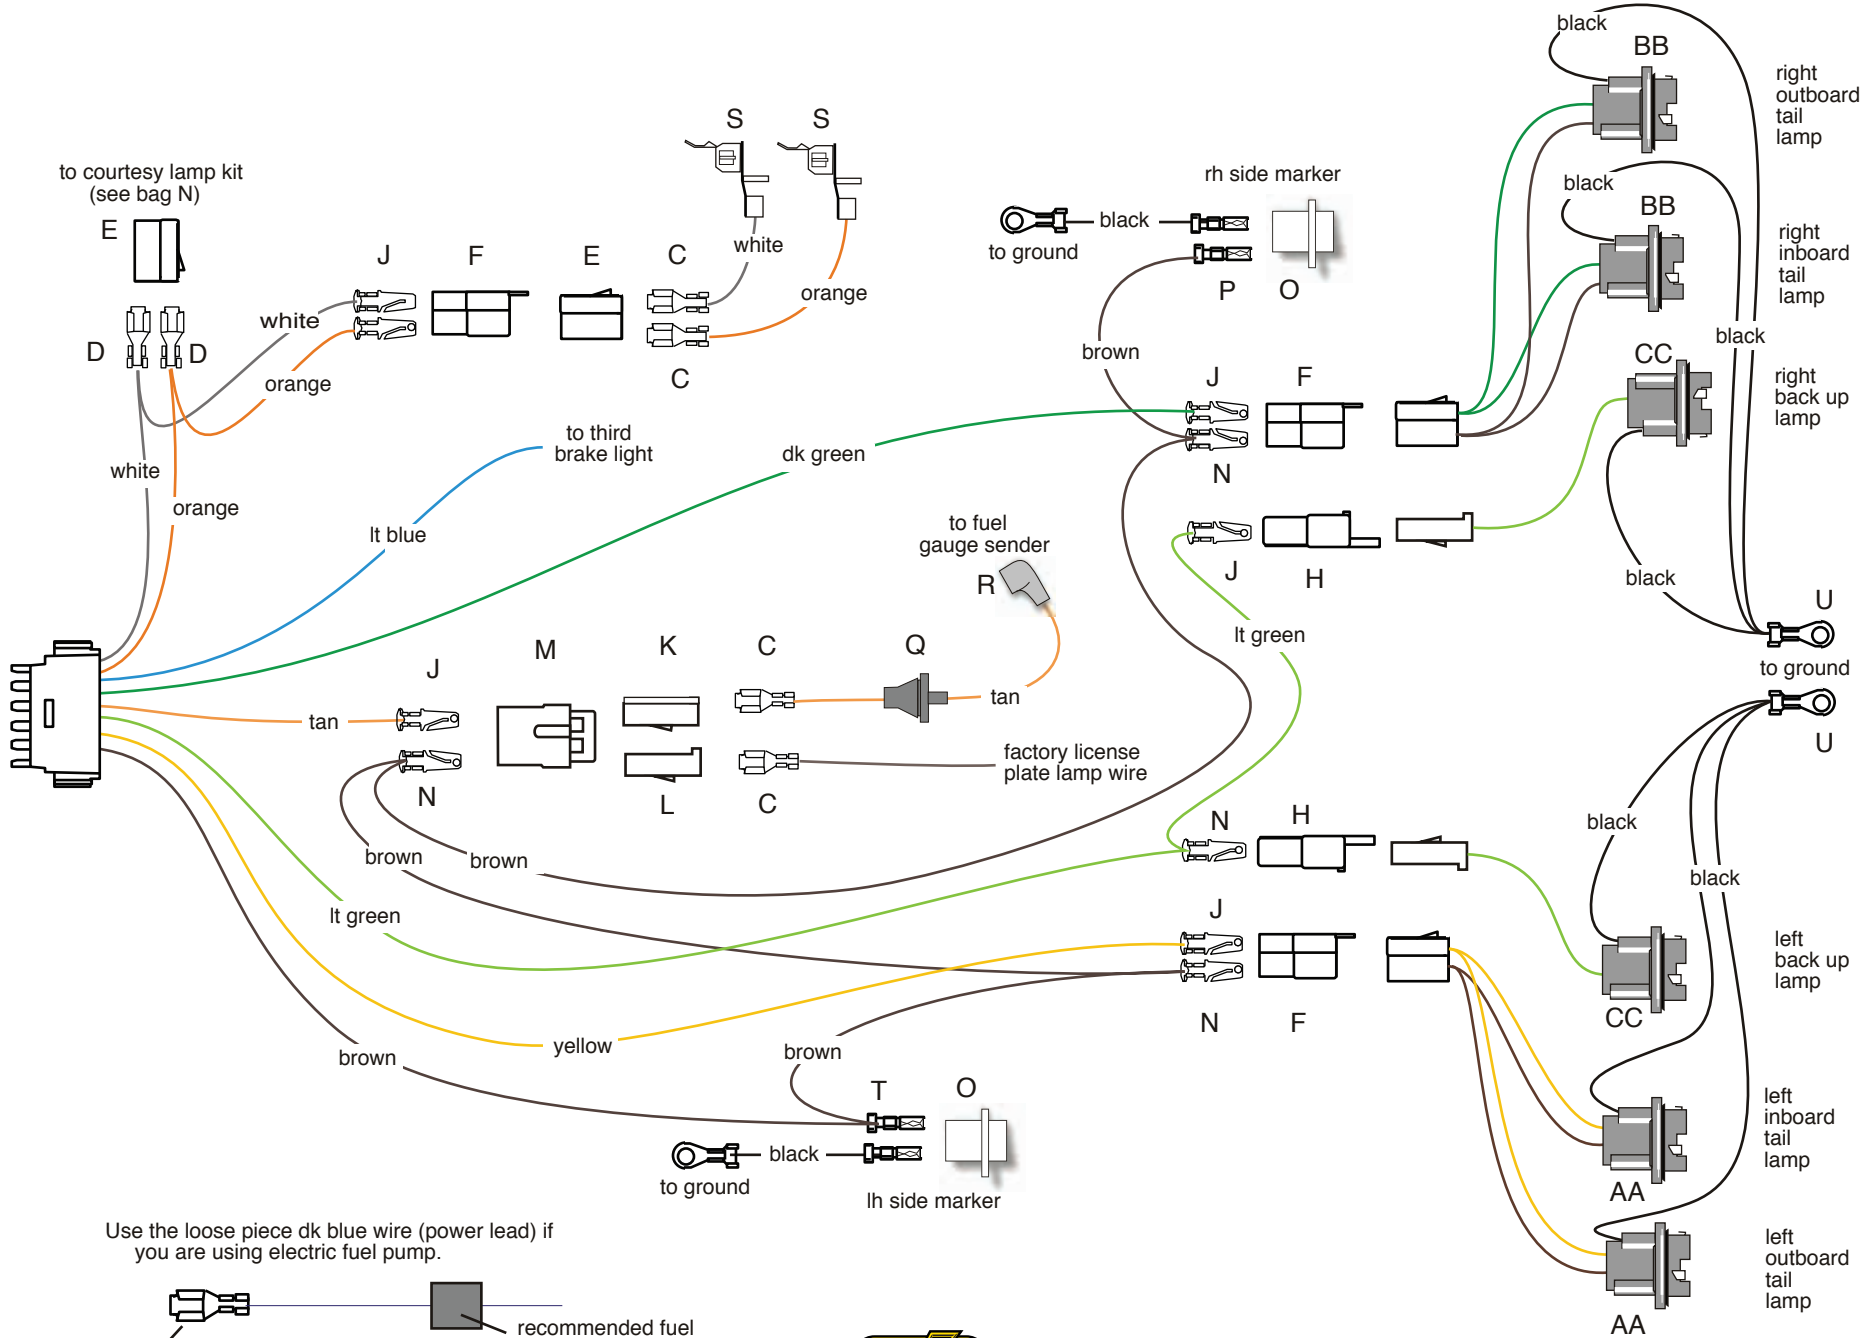 black
BB
right
outboard
tail
lamp
S
S
to courtesy lamp kit
(see bag N)
E
rh side marker
black
BB
right
inboard
tail
lamp
black
to ground
J
F
E
C
white
orange
P
O
white
D
D
orange
C
brown
black
CC
right
back up
lamp
J
F
to third
brake light
dk green
white
orange
N
lt blue
to fuel
gauge sender
R
J
H
black
U
lt green
to ground
J
M
K
C
Q
tan
tan
U
factory license
plate lamp wire
N
L
C
N
H
black
brown
brown
black
lt green
J
left
back up
lamp
CC
N
F
yellow
brown
brown
T
O
left
inboard
tail
lamp
black
to ground
lh side marker
AA
Use the loose piece dk blue wire (power lead) if
you are using electric fuel pump.
left
outboard
tail
lamp
recommended fuel
AA